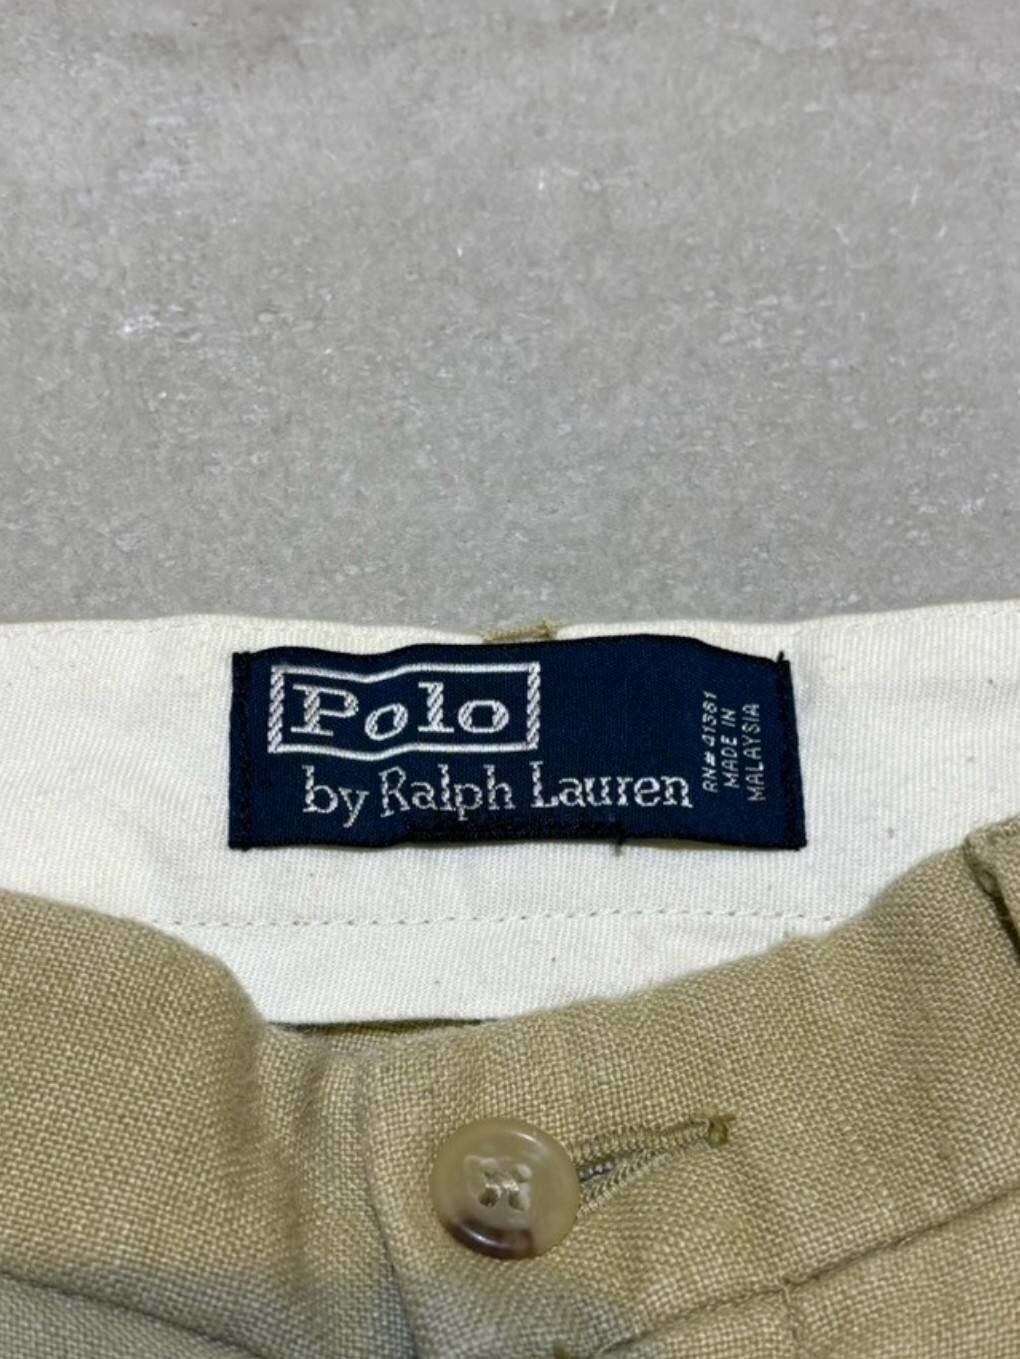 Polo
by Ralph Lauren
RN# 41381
MADE IN
MALAYSIA